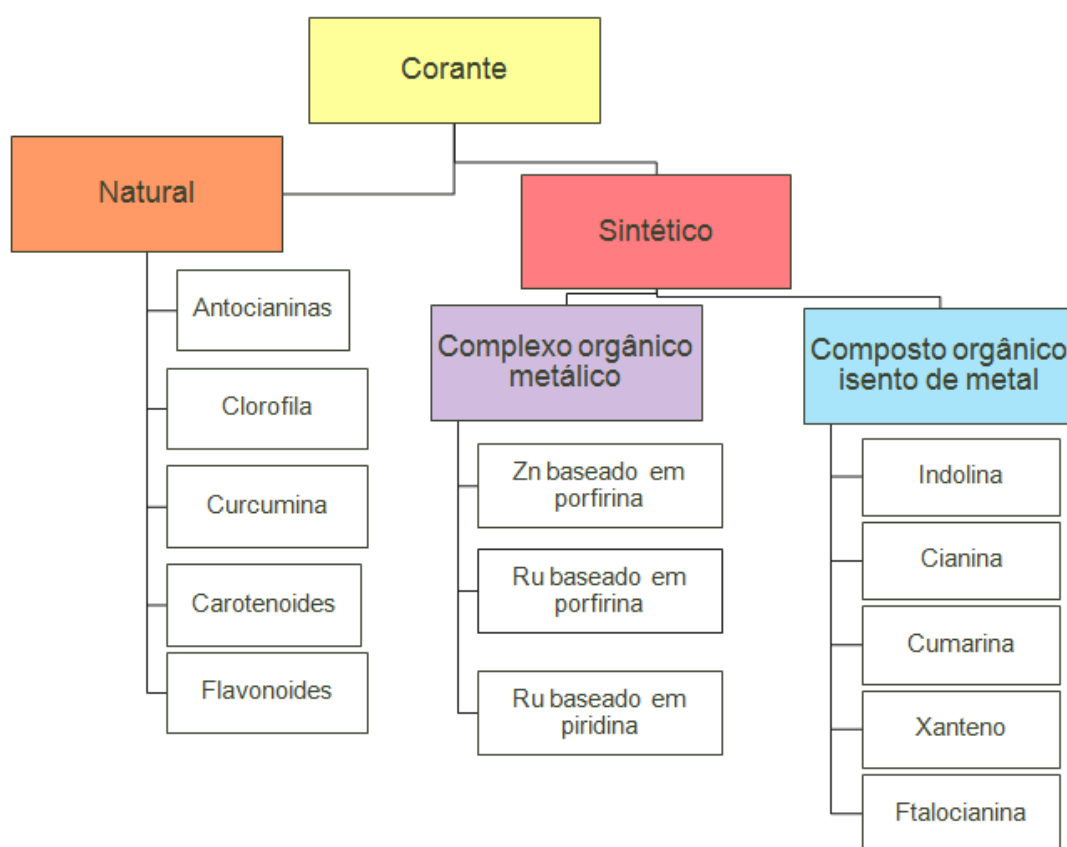 Corante
Natural
Sintético
Antocianinas
Clorofila
Curcumina
Carotenoides
Flavonoides
Complexo orgânico
metálico
Zn baseado em
porfirina
Ru baseado em
porfirina
Ru baseado em
piridina
Composto orgânico
isento de metal
Indolina
Cianina
Cumarina
Xanteno
Ftalocianina